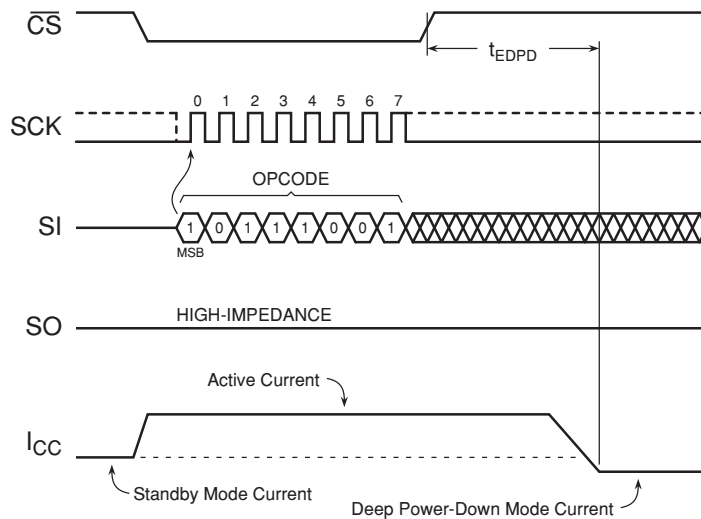 CS
tEDPD
0 1 2 3 4 5 6 7
SCK
OPCODE
SI
1 0 1 1 1 0 0 1
MSB
HIGH-IMPEDANCE
SO
Active Current
ICC
Standby Mode Current
Deep Power-Down Mode Current